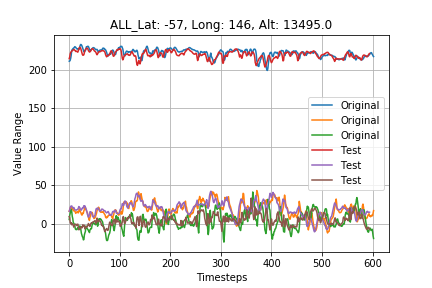 ALL_Lat: -57, Long: 146, Alt: 13495.0
Value Range
200
150
100
50
0
Original
Original
Original
Test
Test
Test
0 100 200 300 400 500 600
Timesteps